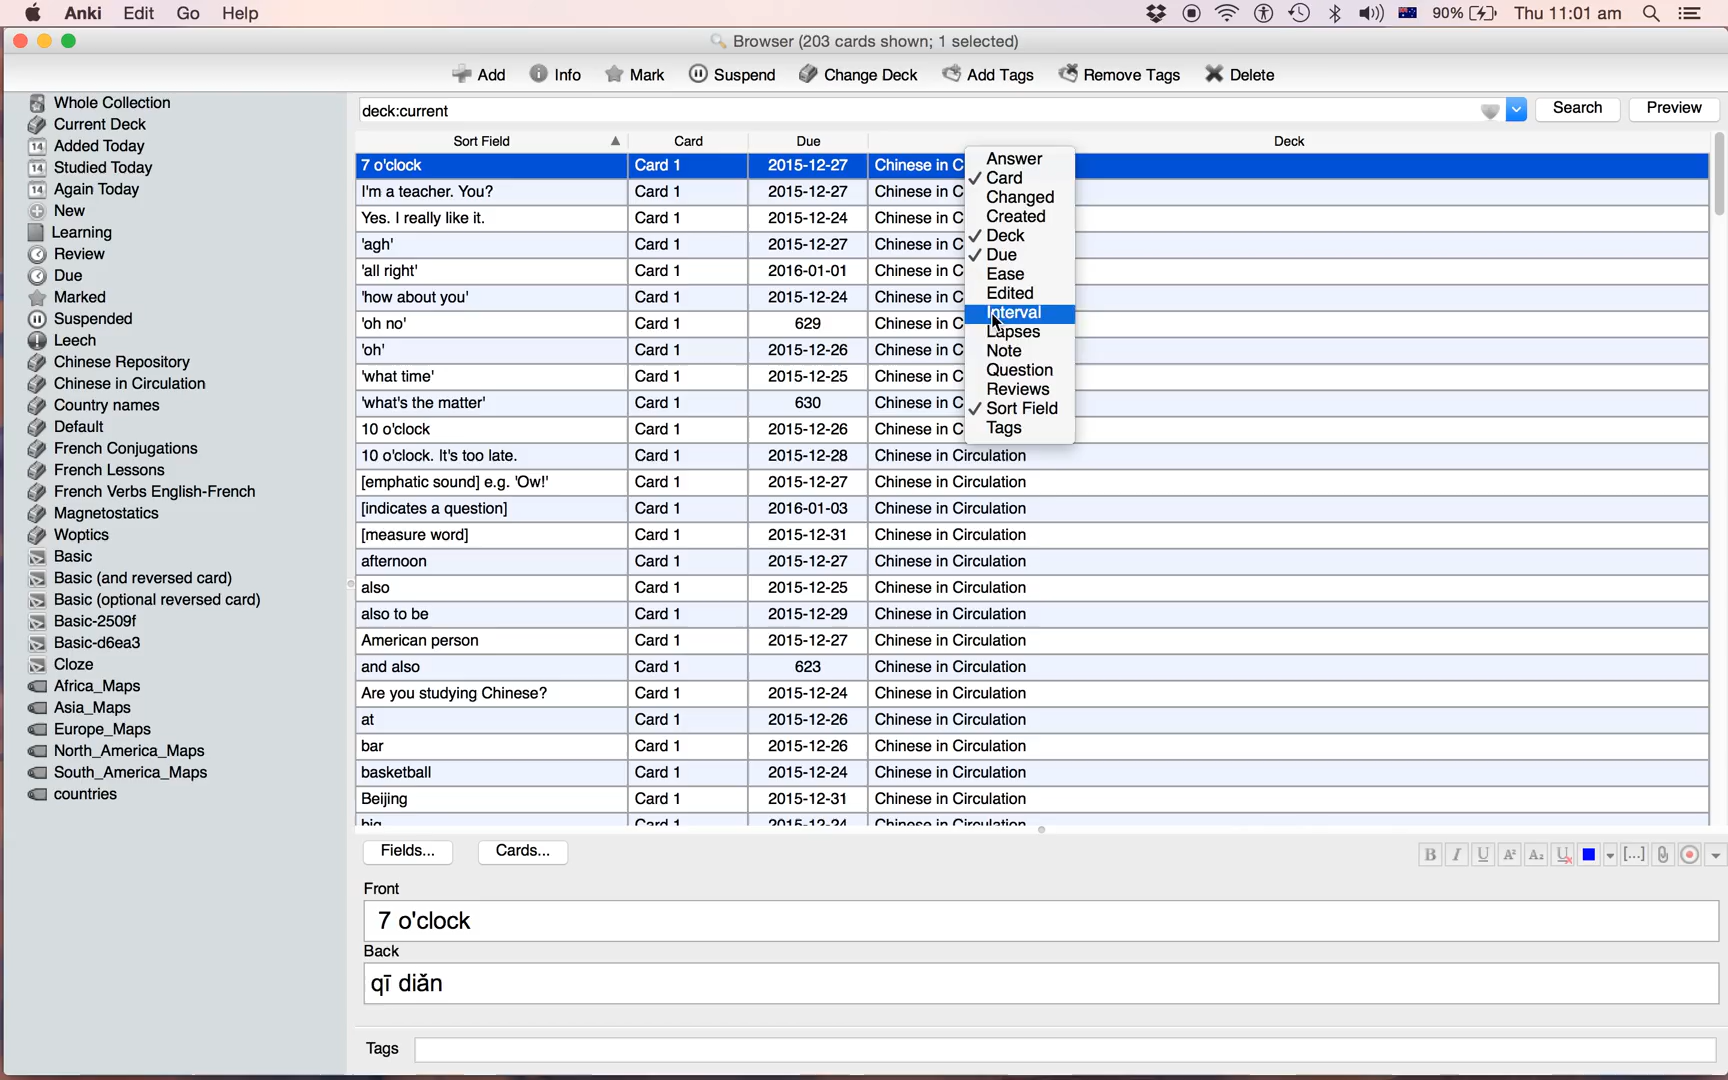 Anki Edit Go Help 90% Thu 11:01 am
Browser (203 cards shown; 1 selected)
Add Info Mark Suspend Change Deck Add Tags Remove Tags Delete
Whole Collection
Current Deck
Added Today
Studied Today
Again Today
New
Learning
Review
Due
Marked
Suspended
Leech
Chinese Repository
Chinese in Circulation
Country names
Default
French Conjugations
French Lessons
French Verbs English-French
Magnetostatics
Woptics
Basic
Basic (and reversed card)
Basic (optional reversed card)
Basic-2509f
Basic-d6ea3
Cloze
Africa_Maps
Asia_Maps
Europe_Maps
North_America_Maps
South_America_Maps
countries
deck:current Search Preview
Sort Field Card Due Deck
7 o'clock Card 1 2015-12-27 Chinese in C
I'm a teacher. You? Card 1 2015-12-27 Chinese in C
Yes. I really like it. Card 1 2015-12-24 Chinese in C
'agh' Card 1 2015-12-27 Chinese in C
'all right' Card 1 2016-01-01 Chinese in C
'how about you' Card 1 2015-12-24 Chinese in C
'oh no' Card 1 629 Chinese in C
'oh' Card 1 2015-12-26 Chinese in C
'what time' Card 1 2015-12-25 Chinese in C
'what's the matter' Card 1 630 Chinese in C
10 o'clock Card 1 2015-12-26 Chinese in C
10 o'clock. It's too late. Card 1 2015-12-28 Chinese in Circulation
[emphatic sound] e.g. 'Ow!' Card 1 2015-12-27 Chinese in Circulation
[indicates a question] Card 1 2016-01-03 Chinese in Circulation
[measure word] Card 1 2015-12-31 Chinese in Circulation
afternoon Card 1 2015-12-27 Chinese in Circulation
also Card 1 2015-12-25 Chinese in Circulation
also to be Card 1 2015-12-29 Chinese in Circulation
American person Card 1 2015-12-27 Chinese in Circulation
and also Card 1 623 Chinese in Circulation
Are you studying Chinese? Card 1 2015-12-24 Chinese in Circulation
at Card 1 2015-12-26 Chinese in Circulation
bar Card 1 2015-12-26 Chinese in Circulation
basketball Card 1 2015-12-24 Chinese in Circulation
Beijing Card 1 2015-12-31 Chinese in Circulation
big Card 1 2015-12-24 Chinese in Circulation
Answer
Card
Changed
Created
Deck
Due
Ease
Edited
Interval
Lapses
Note
Question
Reviews
Sort Field
Tags
Fields... Cards... B I U A² A₂ U [...]
Front
7 o'clock
Back
qī diǎn
Tags